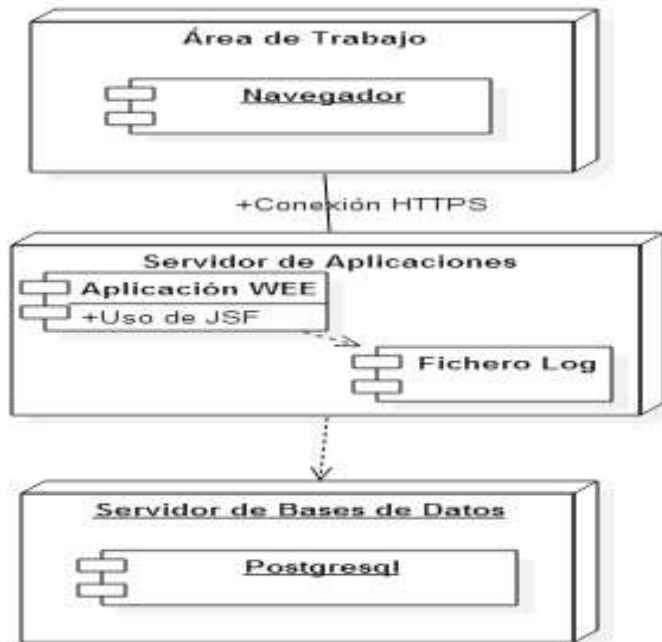 Área de Trabajo
Navegador
+Conexión HTTPS
Servidor de Aplicaciones
Aplicación WEE
+Uso de JSF
Fichero Log
Servidor de Bases de Datos
Postgresql